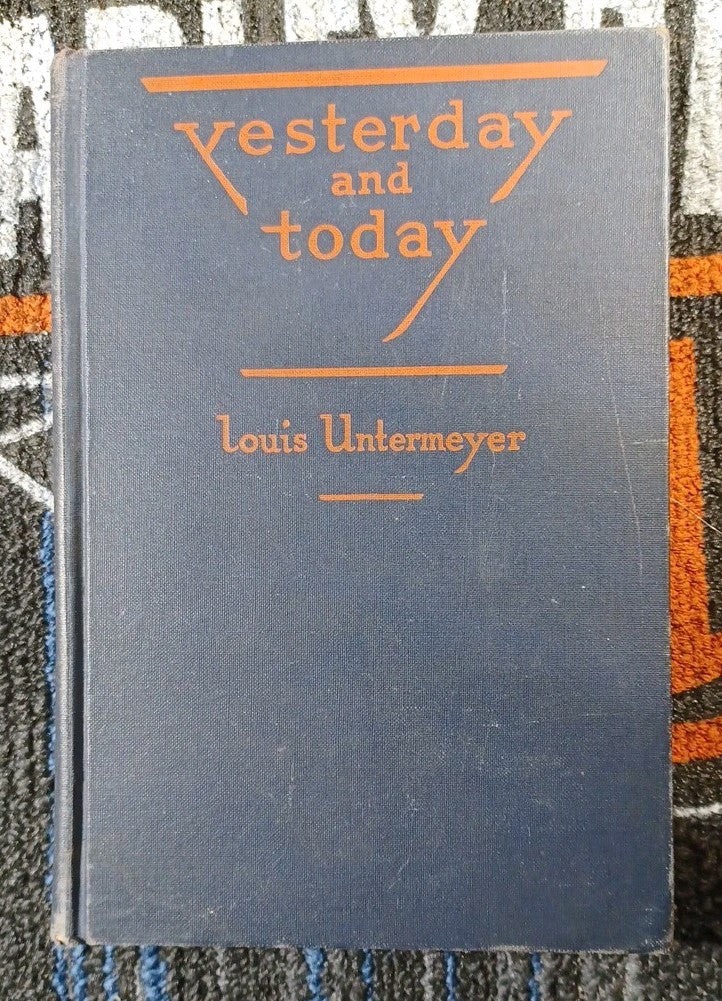 yesterday
and
today
Louis Untermeyer